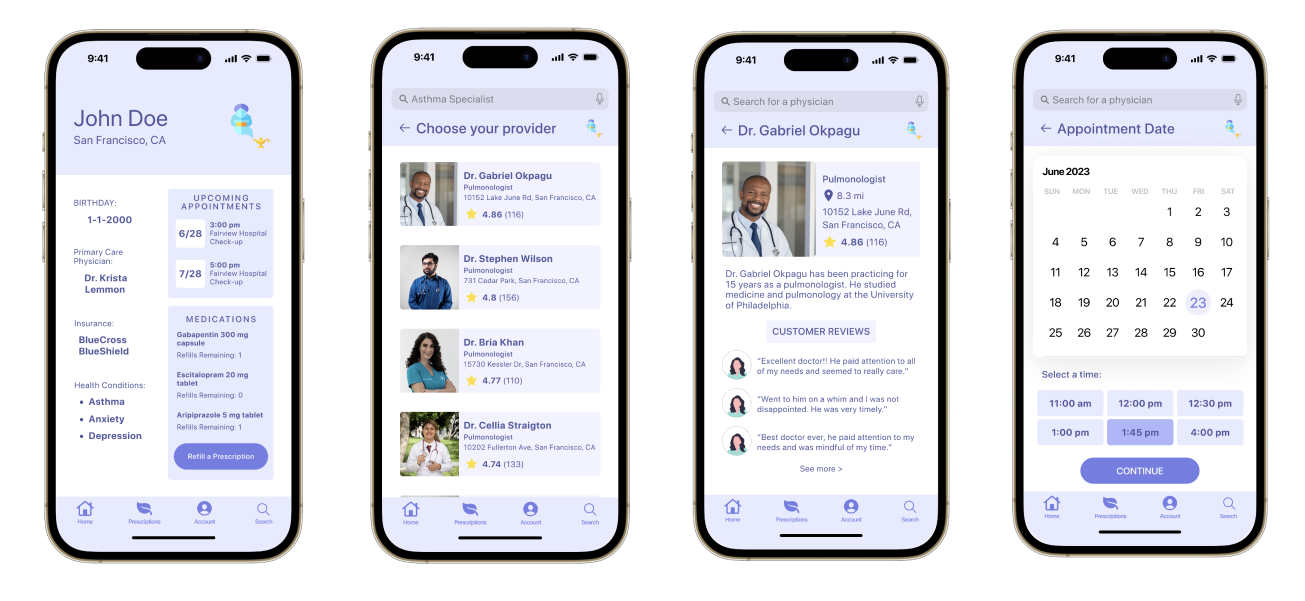 9:41
John Doe
San Francisco, CA
BIRTHDAY:
1-1-2000
Primary Care
Physician:
Dr. Krista
Lemmon
Insurance:
BlueCross
BlueShield
Health Conditions:
• Asthma
• Anxiety
• Depression
UPCOMING
APPOINTMENTS
6/28
3:00 pm
Fairview Hospital
Check-up
7/28
5:00 pm
Fairview Hospital
Check-up
MEDICATIONS
Gabapentin 300 mg
capsule
Refills Remaining: 1
Escitalopram 20 mg
tablet
Refills Remaining: 0
Aripiprazole 5 mg tablet
Refills Remaining: 1
Refill a Prescription
Home Prescriptions Account Search
9:41
Asthma Specialist
← Choose your provider
Dr. Gabriel Okpagu
Pulmonologist
10152 Lake June Rd, San Francisco, CA
4.86 (116)
Dr. Stephen Wilson
Pulmonologist
731 Cedar Park, San Francisco, CA
4.8 (156)
Dr. Bria Khan
Pulmonologist
15730 Kessler Dr, San Francisco, CA
4.77 (110)
Dr. Cellia Straigton
Pulmonologist
10202 Fullerton Ave, San Francisco, CA
4.74 (133)
Home Prescriptions Account Search
9:41
Search for a physician
← Dr. Gabriel Okpagu
Pulmonologist
8.3 mi
10152 Lake June Rd,
San Francisco, CA
4.86 (116)
Dr. Gabriel Okpagu has been practicing for
15 years as a pulmonologist. He studied
medicine and pulmonology at the University
of Philadelphia.
CUSTOMER REVIEWS
“Excellent doctor!! He paid attention to all
of my needs and seemed to really care.”
“Went to him on a whim and I was not
disappointed. He was very timely.”
“Best doctor ever, he paid attention to my
needs and was mindful of my time.”
See more >
Home Prescriptions Account Search
9:41
Search for a physician
← Appointment Date
June 2023
SUN MON TUE WED THU FRI SAT
1 2 3
4 5 6 7 8 9 10
11 12 13 14 15 16 17
18 19 20 21 22 23 24
25 26 27 28 29 30
Select a time:
11:00 am 12:00 pm 12:30 pm
1:00 pm 1:45 pm 4:00 pm
CONTINUE
Home Prescriptions Account Search